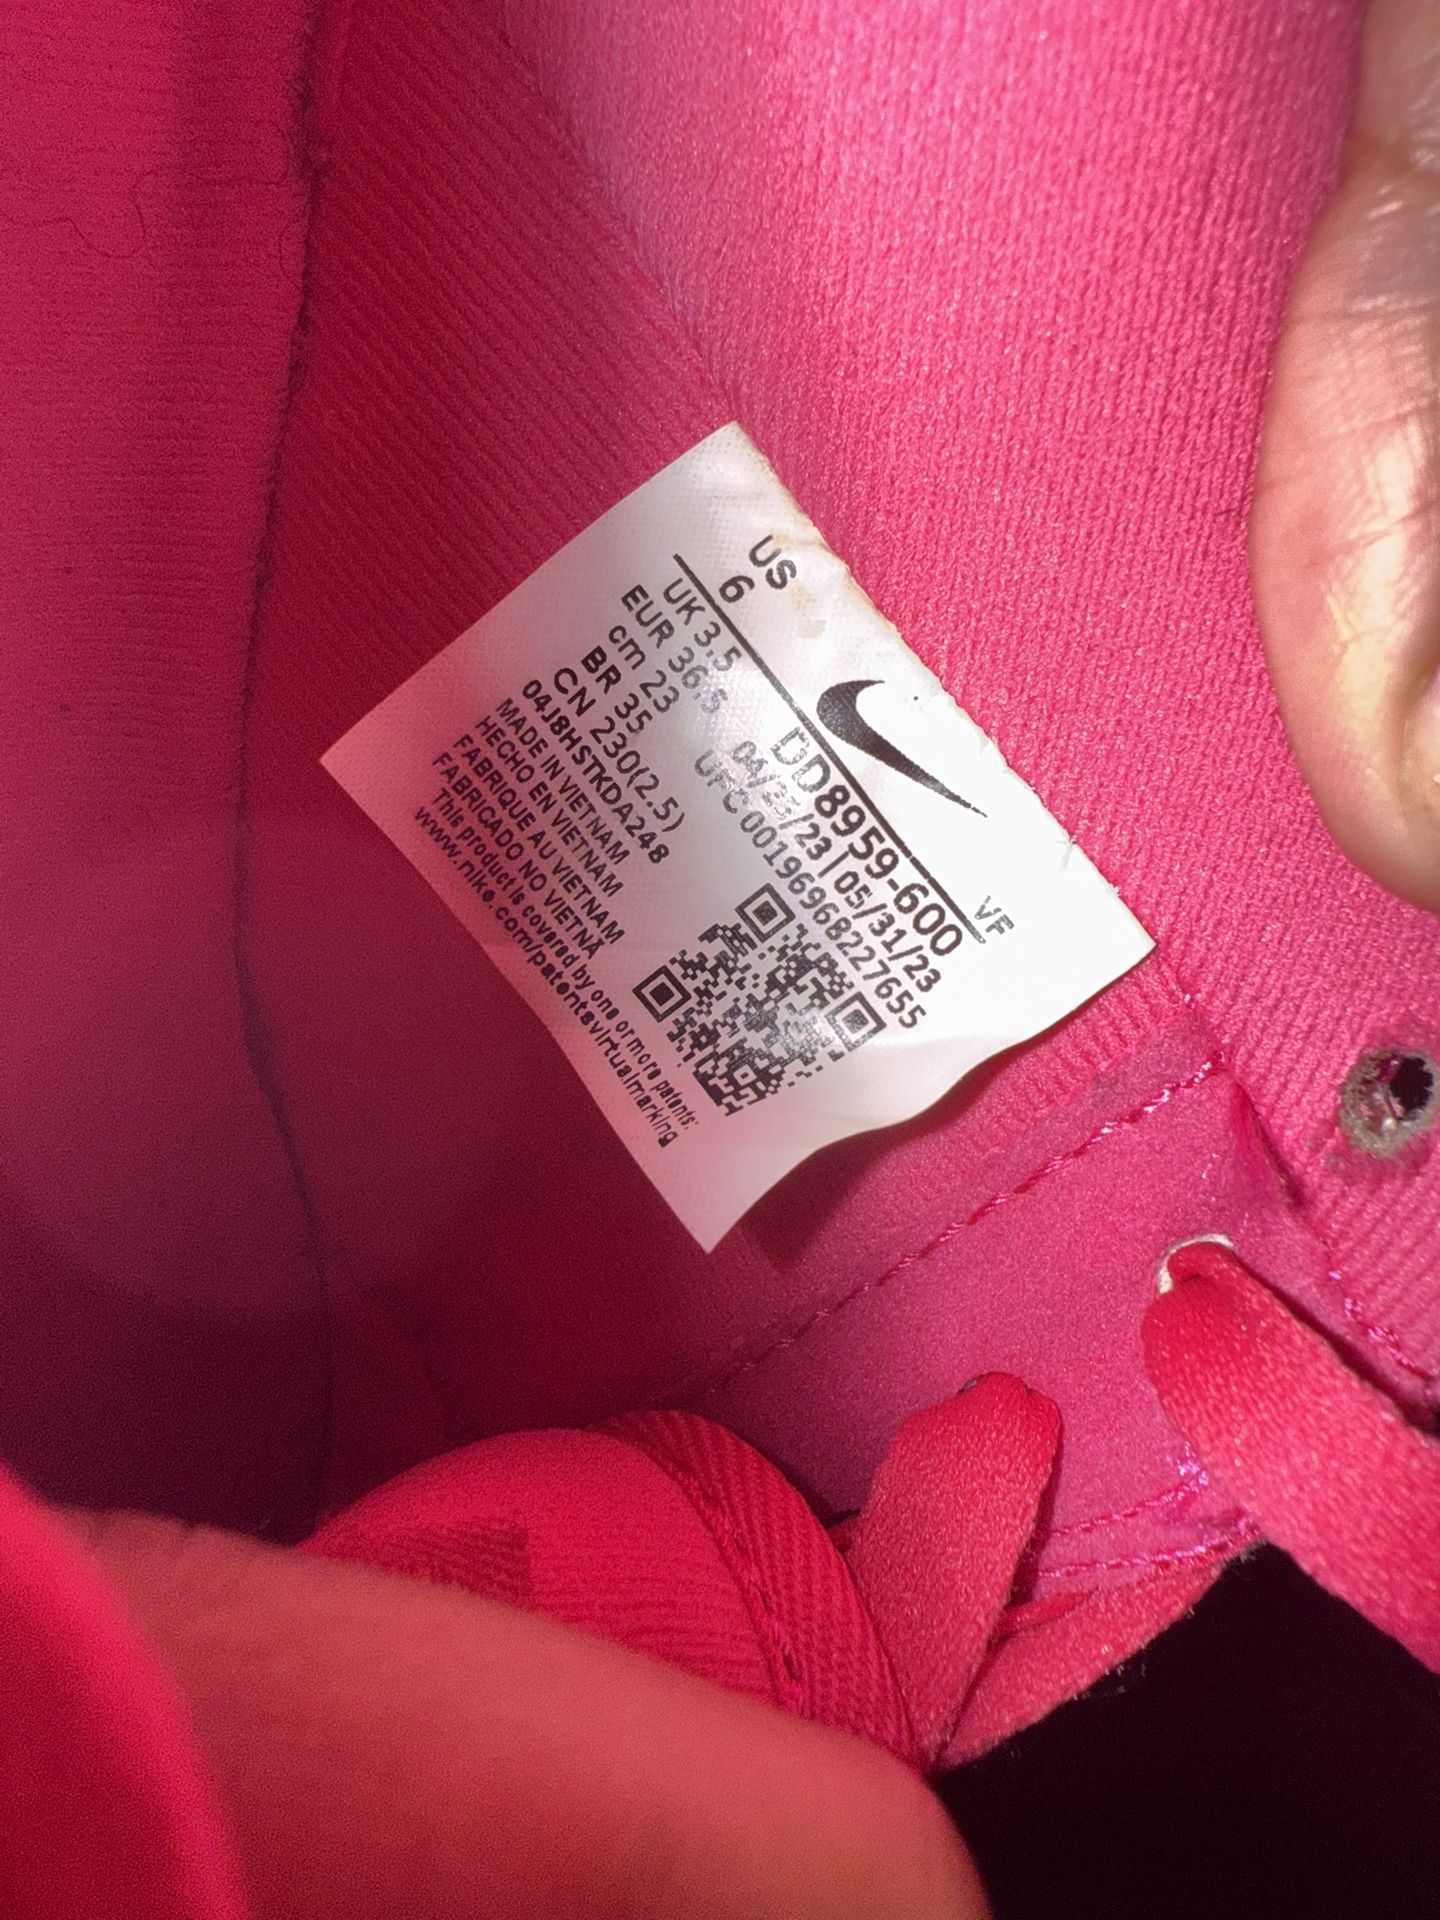 US
6
UK 3.5
EUR 36.5
cm 23
BR 35
CN 230(2.5)
04J8HSTKDA248
MADE IN VIETNAM
HECHO EN VIETNAM
FABRIQUE AU VIETNAM
FABRICADO NO VIETNÃ
This product is covered by one or more patents:
www.nike.com/patentsvirtualmarking
VF
DD8959-600
04/23/23 | 05/31/23
UPC 00196968227655